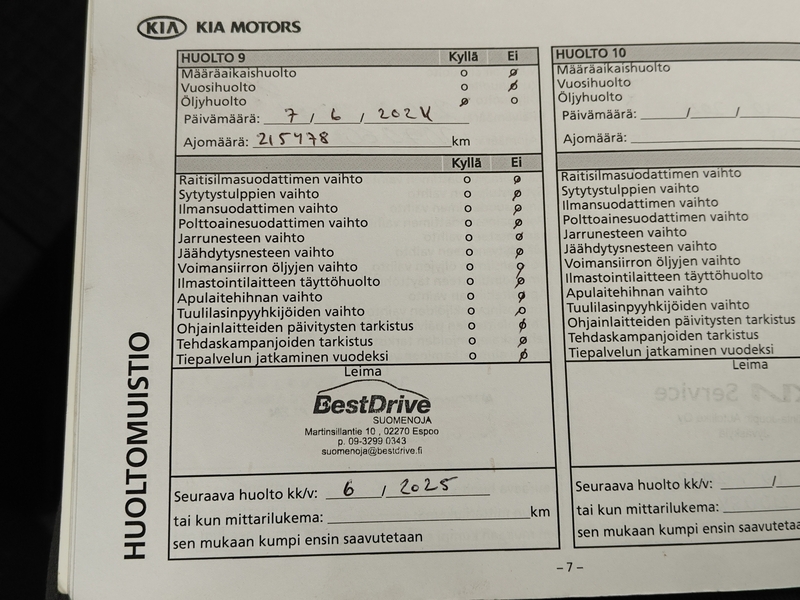 KIA KIA MOTORS
HUOLTO 9 Kyllä Ei
Määräaikaishuolto o o
Vuosihuolto o o
Öljyhuolto o o
Päivämäärä: 7 / 6 / 2024
Ajomäärä: 215478 km
Kyllä Ei
Raitisilmasuodattimen vaihto o o
Sytytystulppien vaihto o o
Ilmansuodattimen vaihto o o
Polttoainesuodattimen vaihto o o
Jarrunesteen vaihto o o
Jäähdytysnesteen vaihto o o
Voimansiirron öljyjen vaihto o o
Ilmastointilaitteen täyttöhuolto o o
Apulaitehihnan vaihto o o
Tuulilasinpyyhkijöiden vaihto o o
Ohjainlaitteiden päivitysten tarkistus o o
Tehdaskampanjoiden tarkistus o o
Tiepalvelun jatkaminen vuodeksi o o
Leima
BestDrive
SUOMENOJA
Martinsillantie 10 , 02270 Espoo
p. 09-3299 0343
suomenoja@bestdrive.fi
Seuraava huolto kk/v: 6 / 2025
tai kun mittarilukema: km
sen mukaan kumpi ensin saavutetaan
HUOLTOMUISTIO
HUOLTO 10
Määräaikaishuolto
Vuosihuolto
Öljyhuolto
Päivämäärä: / /
Ajomäärä:
Raitisilmasuodattimen vaihto
Sytytystulppien vaihto
Ilmansuodattimen vaihto
Polttoainesuodattimen vaihto
Jarrunesteen vaihto
Jäähdytysnesteen vaihto
Voimansiirron öljyjen vaihto
Ilmastointilaitteen täyttöhuolto
Apulaitehihnan vaihto
Tuulilasinpyyhkijöiden vaihto
Ohjainlaitteiden päivitysten tarkistus
Tehdaskampanjoiden tarkistus
Tiepalvelun jatkaminen vuodeksi
Leima
Seuraava huolto kk/v: /
tai kun mittarilukema:
sen mukaan kumpi ensin saavuteta
– 7 –